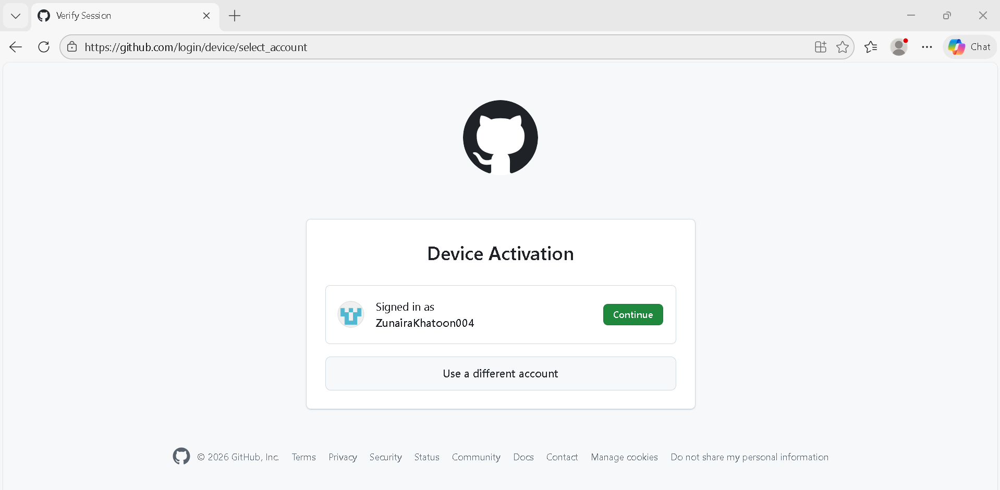 Verify Session
https://github.com/login/device/select_account
Chat
Device Activation
Signed in as
ZunairaKhatoon004
Continue
Use a different account
© 2026 GitHub, Inc. Terms Privacy Security Status Community Docs Contact Manage cookies Do not share my personal information